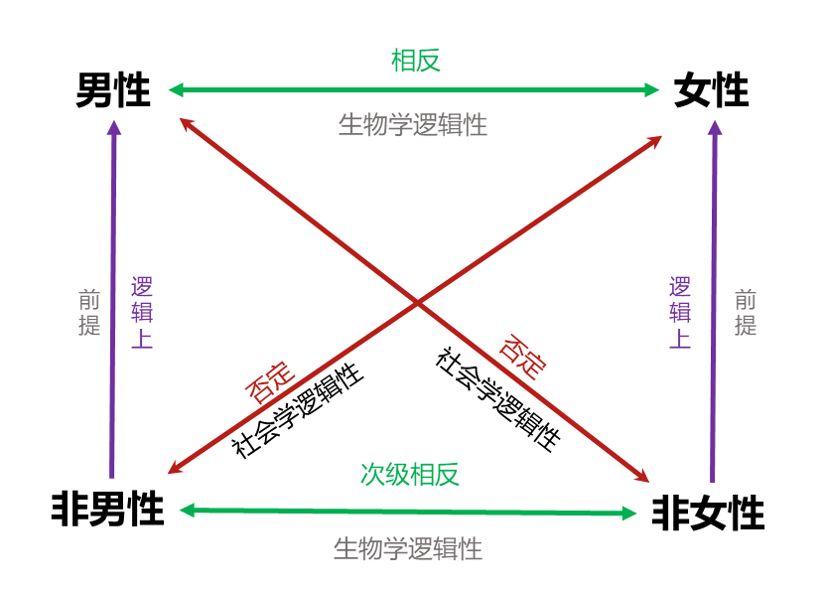 相反
男性
女性
生物学逻辑性
前提
逻辑上
逻辑上
前提
否定
社会学逻辑性
否定
社会学逻辑性
次级相反
非男性
非女性
生物学逻辑性